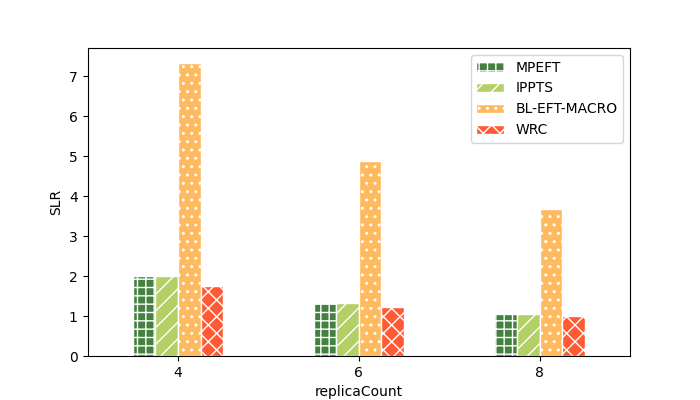 MPEFT
IPPTS
BL-EFT-MACRO
WRC
7
6
5
4
3
2
1
0
SLR
4 6 8
replicaCount